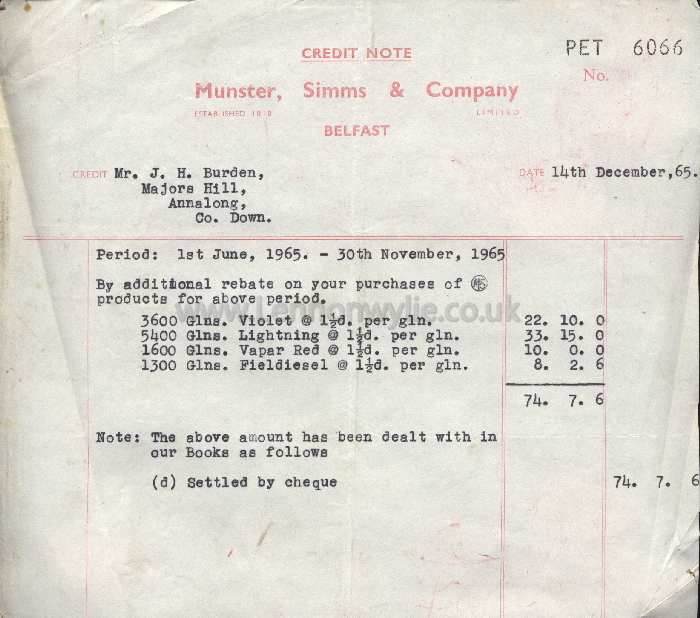 CREDIT NOTE
PET 6066
No.
Munster, Simms & Company
ESTABLISHED 1810
LIMITED
BELFAST
CREDIT Mr. J. H. Burden,
DATE 14th December, 65.
Majors Hill,
Annalong,
Co. Down.
Period: 1st June, 1965. - 30th November, 1965
By additional rebate on your purchases of MS
products for above period.
www.Lennonwylie.co.uk
3600 Glns. Violet @ 1½d. per gln. 22. 10. 0
5400 Glns. Lightning @ 1½d. per gln. 33. 15. 0
1600 Glns. Vapar Red @ 1½d. per gln. 10. 0. 0
1300 Glns. Fieldiesel @ 1½d. per gln. 8. 2. 6
74. 7. 6
Note: The above amount has been dealt with in
our Books as follows
(d) Settled by cheque 74. 7. 6